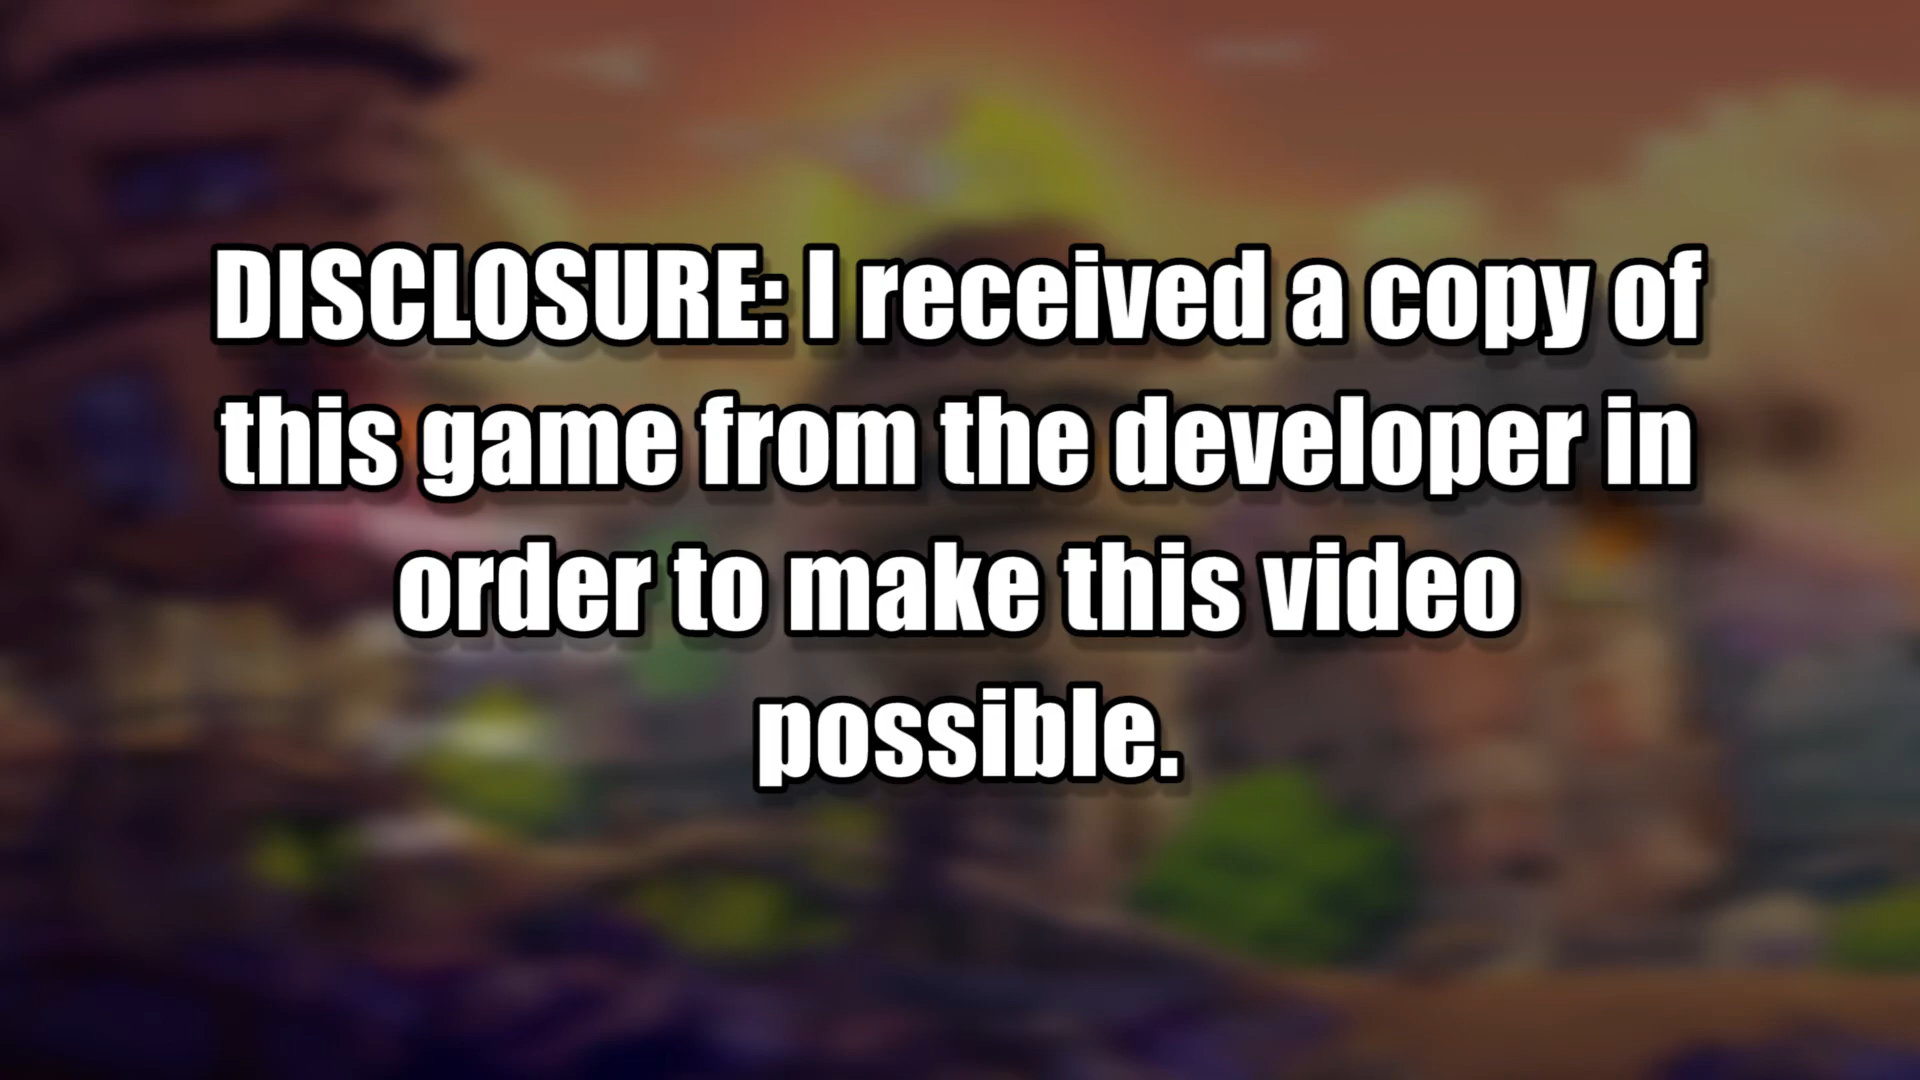 DISCLOSURE: I received a copy of
this game from the developer in
order to make this video
possible.